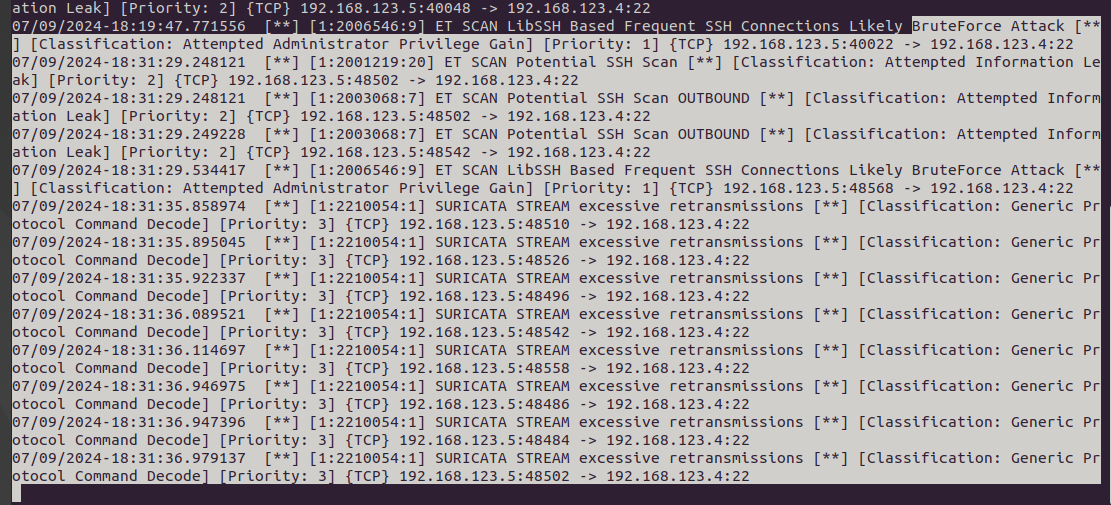 ation Leak] [Priority: 2] {TCP} 192.168.123.5:40048 -> 192.168.123.4:22
07/09/2024-18:19:47.771556  [**] [1:2006546:9] ET SCAN LibSSH Based Frequent SSH Connections Likely BruteForce Attack [**
] [Classification: Attempted Administrator Privilege Gain] [Priority: 1] {TCP} 192.168.123.5:40022 -> 192.168.123.4:22
07/09/2024-18:31:29.248121  [**] [1:2001219:20] ET SCAN Potential SSH Scan [**] [Classification: Attempted Information Le
ak] [Priority: 2] {TCP} 192.168.123.5:48502 -> 192.168.123.4:22
07/09/2024-18:31:29.248121  [**] [1:2003068:7] ET SCAN Potential SSH Scan OUTBOUND [**] [Classification: Attempted Inform
ation Leak] [Priority: 2] {TCP} 192.168.123.5:48502 -> 192.168.123.4:22
07/09/2024-18:31:29.249228  [**] [1:2003068:7] ET SCAN Potential SSH Scan OUTBOUND [**] [Classification: Attempted Inform
ation Leak] [Priority: 2] {TCP} 192.168.123.5:48542 -> 192.168.123.4:22
07/09/2024-18:31:29.534417  [**] [1:2006546:9] ET SCAN LibSSH Based Frequent SSH Connections Likely BruteForce Attack [**
] [Classification: Attempted Administrator Privilege Gain] [Priority: 1] {TCP} 192.168.123.5:48568 -> 192.168.123.4:22
07/09/2024-18:31:35.858974  [**] [1:2210054:1] SURICATA STREAM excessive retransmissions [**] [Classification: Generic Pr
otocol Command Decode] [Priority: 3] {TCP} 192.168.123.5:48510 -> 192.168.123.4:22
07/09/2024-18:31:35.895045  [**] [1:2210054:1] SURICATA STREAM excessive retransmissions [**] [Classification: Generic Pr
otocol Command Decode] [Priority: 3] {TCP} 192.168.123.5:48526 -> 192.168.123.4:22
07/09/2024-18:31:35.922337  [**] [1:2210054:1] SURICATA STREAM excessive retransmissions [**] [Classification: Generic Pr
otocol Command Decode] [Priority: 3] {TCP} 192.168.123.5:48496 -> 192.168.123.4:22
07/09/2024-18:31:36.089521  [**] [1:2210054:1] SURICATA STREAM excessive retransmissions [**] [Classification: Generic Pr
otocol Command Decode] [Priority: 3] {TCP} 192.168.123.5:48542 -> 192.168.123.4:22
07/09/2024-18:31:36.114697  [**] [1:2210054:1] SURICATA STREAM excessive retransmissions [**] [Classification: Generic Pr
otocol Command Decode] [Priority: 3] {TCP} 192.168.123.5:48558 -> 192.168.123.4:22
07/09/2024-18:31:36.946975  [**] [1:2210054:1] SURICATA STREAM excessive retransmissions [**] [Classification: Generic Pr
otocol Command Decode] [Priority: 3] {TCP} 192.168.123.5:48486 -> 192.168.123.4:22
07/09/2024-18:31:36.947396  [**] [1:2210054:1] SURICATA STREAM excessive retransmissions [**] [Classification: Generic Pr
otocol Command Decode] [Priority: 3] {TCP} 192.168.123.5:48484 -> 192.168.123.4:22
07/09/2024-18:31:36.979137  [**] [1:2210054:1] SURICATA STREAM excessive retransmissions [**] [Classification: Generic Pr
otocol Command Decode] [Priority: 3] {TCP} 192.168.123.5:48502 -> 192.168.123.4:22